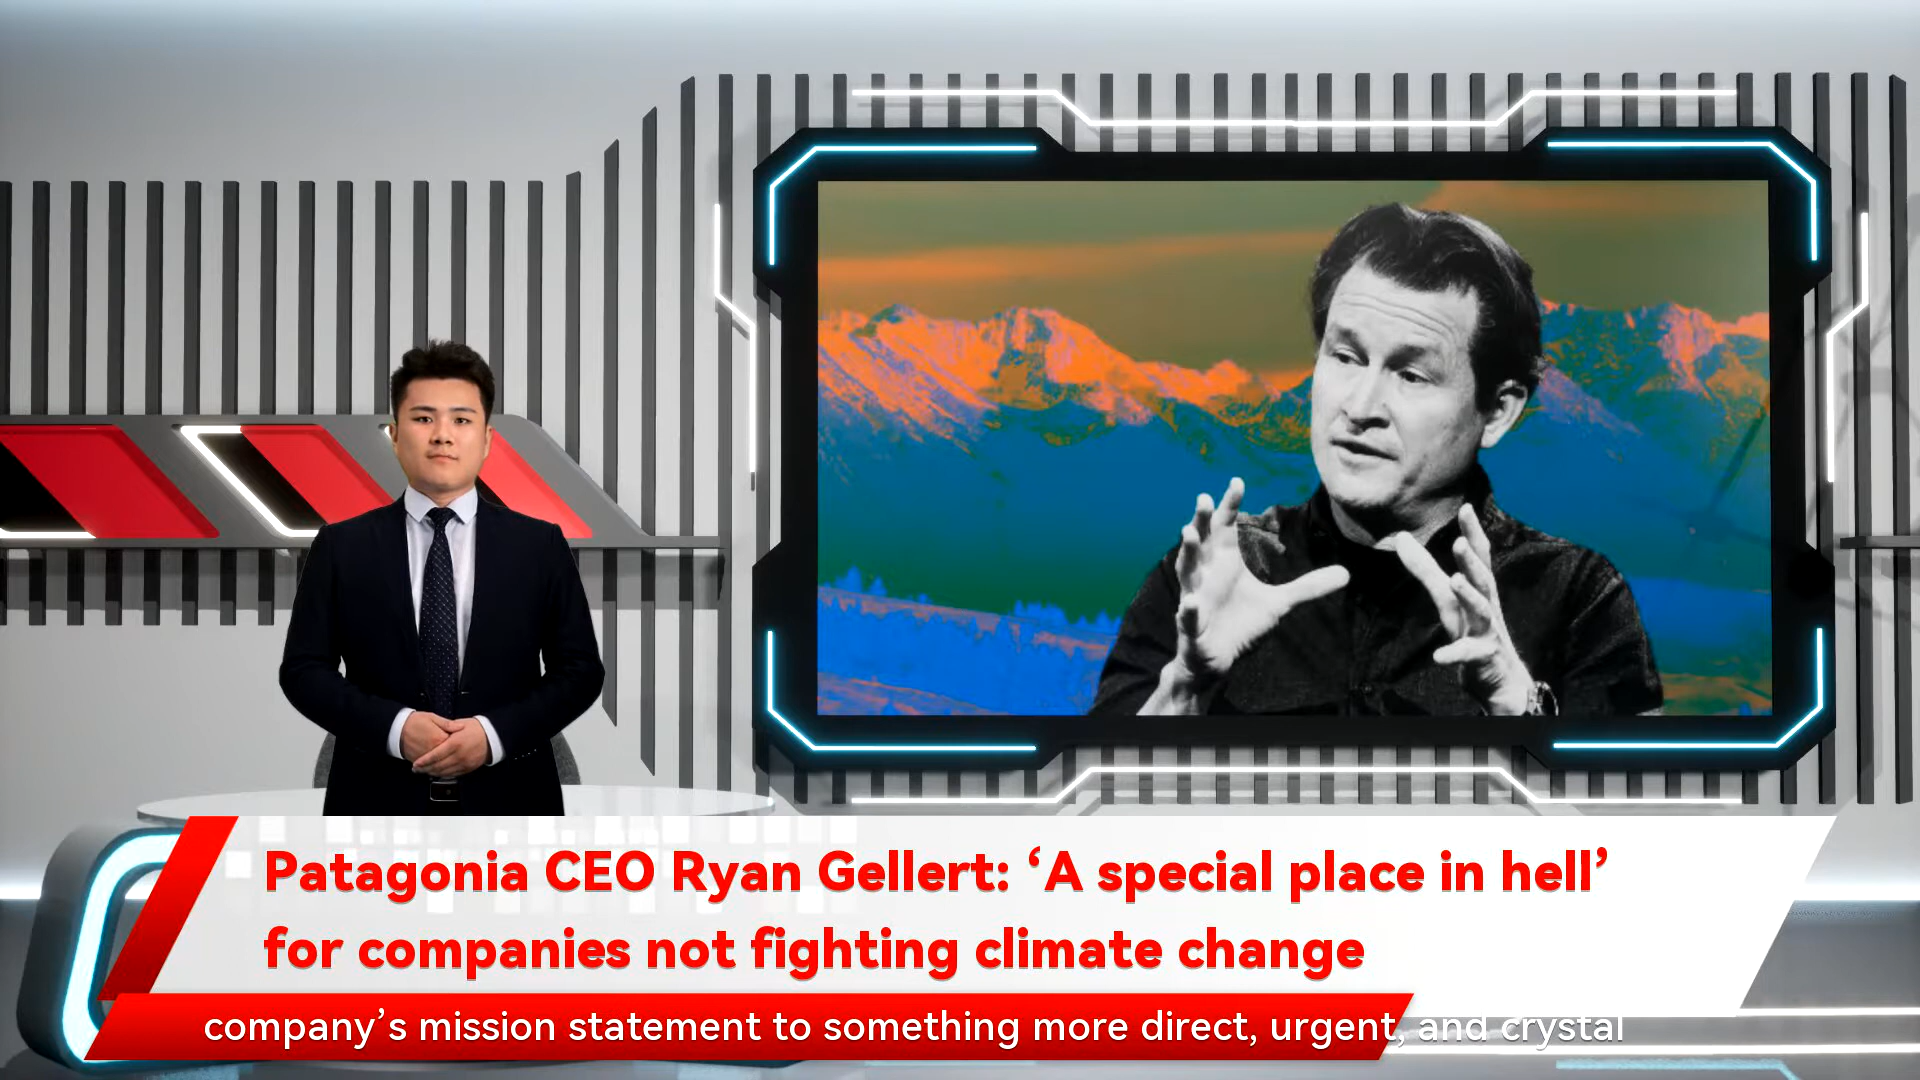 Patagonia CEO Ryan Gellert: ‘A special place in hell’
for companies not fighting climate change
company’s mission statement to something more direct, urgent, and crystal